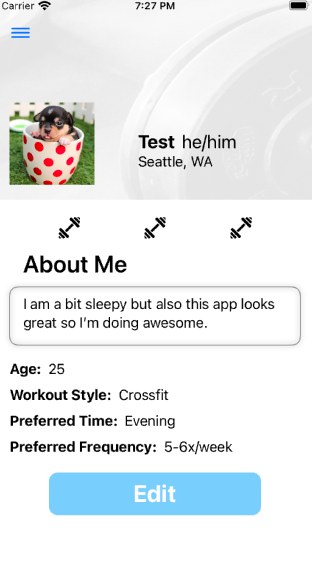 Carrier 7:27 PM
Test he/him
Seattle, WA
About Me
I am a bit sleepy but also this app looks
great so I'm doing awesome.
Age: 25
Workout Style: Crossfit
Preferred Time: Evening
Preferred Frequency: 5-6x/week
Edit